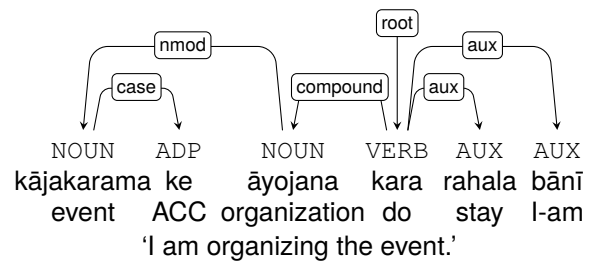 root
nmod aux
case compound aux
NOUN ADP NOUN VERB AUX AUX
kājakarama ke āyojana kara rahala bānī
event ACC organization do stay I-am
‘I am organizing the event.’